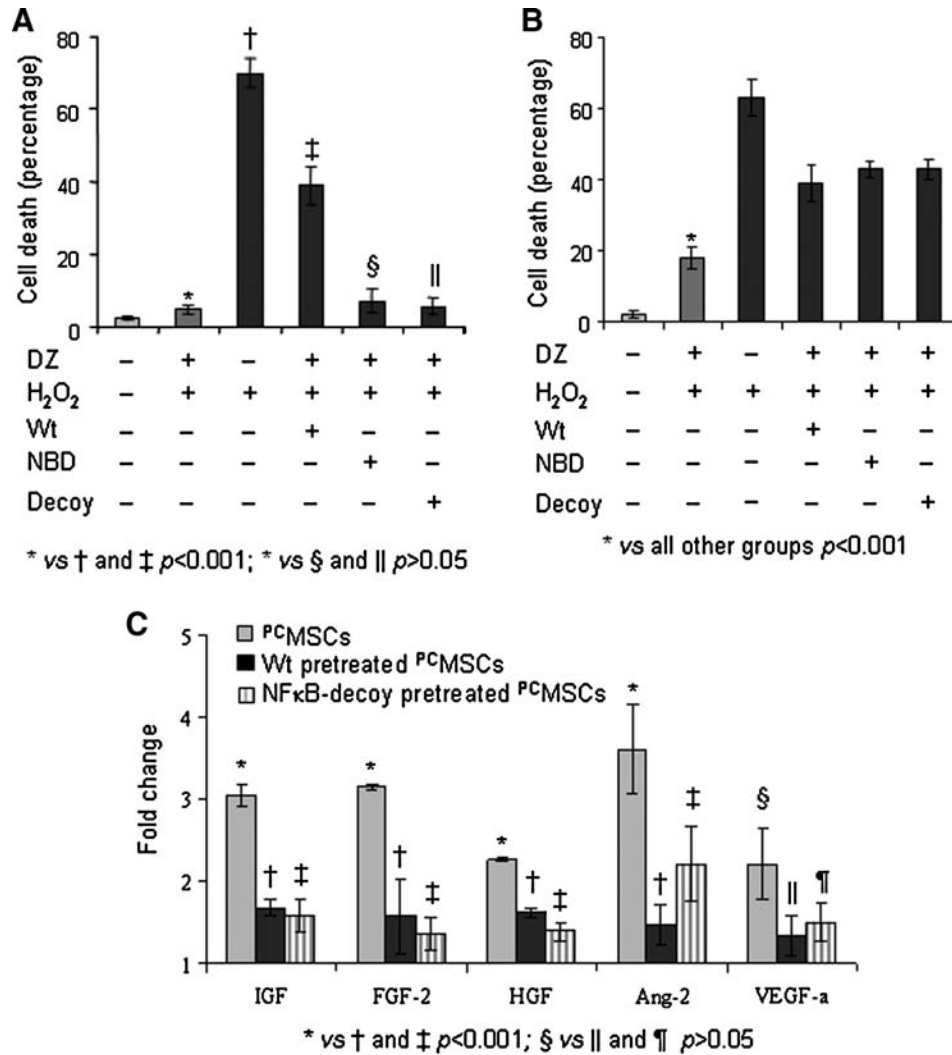 A
B
Cell death (percentage)
80
60
40
20
0
*
†
‡
§
||
DZ – + – + + +
H₂O₂ – + + + + +
Wt – – – + – –
NBD – – – – + –
Decoy – – – – – +
* vs † and ‡ p<0.001; * vs § and || p>0.05
Cell death (percentage)
80
60
40
20
0
*
DZ – + – + + +
H₂O₂ – + + + + +
Wt – – – + – –
NBD – – – – + –
Decoy – – – – – +
* vs all other groups p<0.001
C
PCMSCs
Wt pretreated PCMSCs
NFκB-decoy pretreated PCMSCs
Fold change
5
4
3
2
1
* † ‡
* † ‡
* † ‡
* † ‡
§ || ¶
IGF FGF-2 HGF Ang-2 VEGF-a
* vs † and ‡ p<0.001; § vs || and ¶ p>0.05